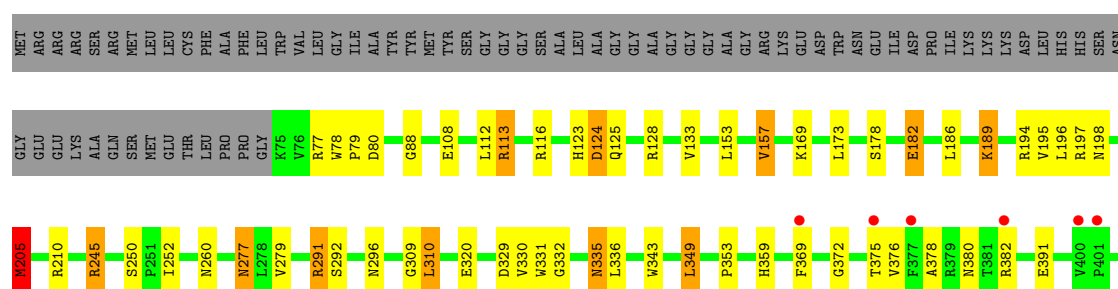 MET ARG ARG ARG SER ARG MET LEU LEU CYS PHE ALA PHE LEU TRP VAL LEU GLY ILE ALA TYR TYR MET TYR SER GLY GLY GLY SER ALA LEU ALA GLY GLY ALA GLY GLY GLY ALA GLY ARG LYS GLU ASP TRP ASN GLU ILE ASP PRO ILE LYS LYS LYS ASP LEU HIS HIS SER ASN
GLY GLU GLU LYS ALA GLN SER MET GLU THR LEU PRO PRO GLY K75 V76 R77 W78 P79 D80 G88 E108 L112 R113 R116 H123 D124 Q125 R128 V133 L153 V157 K169 L173 S178 E182 L186 K189 R194 V195 L196 R197 N198
M205 R210 R245 S250 P251 I252 N260 N277 L278 V279 R291 S292 N296 G309 L310 E320 D329 V330 W331 G332 N335 L336 W343 L349 P353 H359 F369 G372 T375 V376 F377 A378 R379 N380 T381 R382 E391 V400 P401